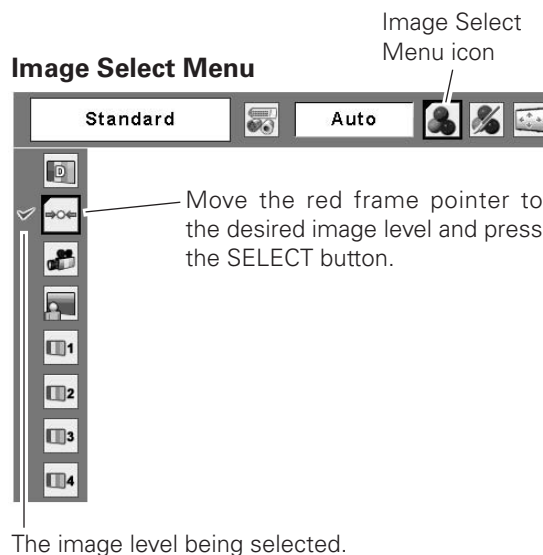 Image Select
Menu icon
Image Select Menu
Standard
Auto
D
Move the red frame pointer to
the desired image level and press
the SELECT button.
1
2
3
4
The image level being selected.